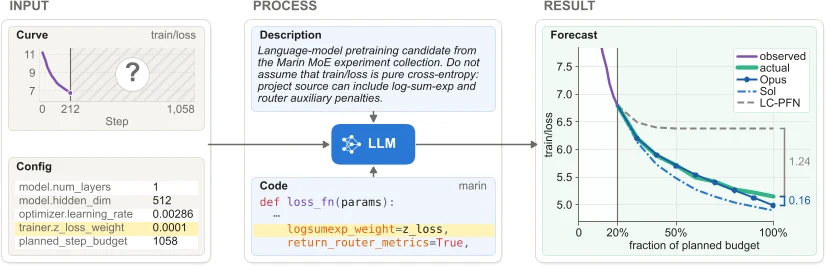 INPUT
PROCESS
RESULT
Curve
train/loss
11
9
7
?
0
212
1,058
Step
Config
model.num_layers 1
model.hidden_dim 512
optimizer.learning_rate 0.00286
trainer.z_loss_weight 0.0001
planned_step_budget 1058
Description
Language-model pretraining candidate from
the Marin MoE experiment collection. Do not
assume that train/loss is pure cross-entropy:
project source can include log-sum-exp and
router auxiliary penalties.
LLM
Code
marin
def loss_fn(params):
…
logsumexp_weight=z_loss,
return_router_metrics=True,
Forecast
observed
actual
Opus
Sol
LC-PFN
train/loss
7.5
7.0
6.5
6.0
5.5
5.0
1.24
0.16
0
20%
50%
100%
fraction of planned budget